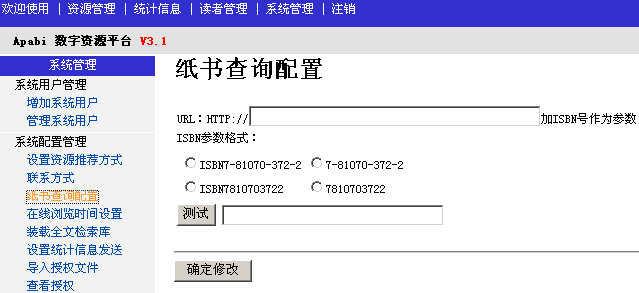 欢迎使用 | 资源管理 | 统计信息 | 读者管理 | 系统管理 | 注销
Apabi 数字资源平台 V3.1
系统管理
系统用户管理
增加系统用户
管理系统用户
系统配置管理
设置资源推荐方式
联系方式
纸书查询配置
在线浏览时间设置
装载全文检索库
设置统计信息发送
导入授权文件
查看授权
纸书查询配置
URL：HTTP://加ISBN号作为参数
ISBN参数格式：
ISBN7-81070-372-2 7-81070-372-2
ISBN7810703722 7810703722
测试
确定修改